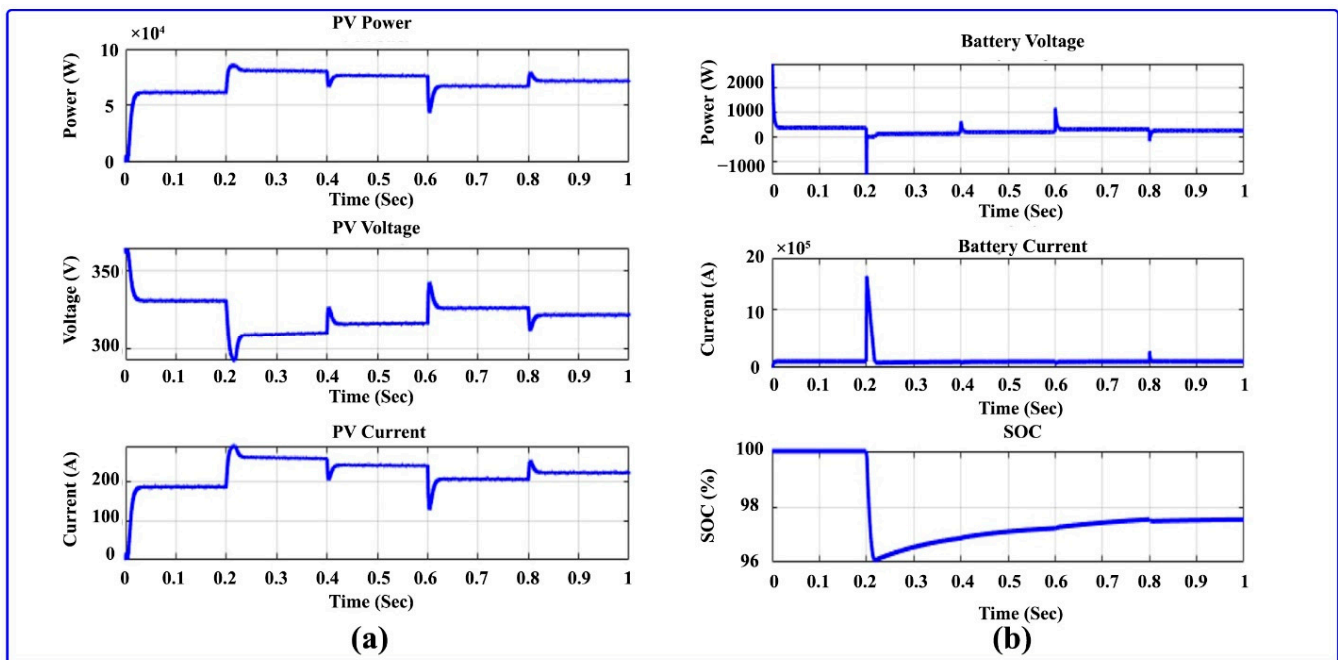 PV Power
×10⁴
Power (W)
10
5
0
0 0.1 0.2 0.3 0.4 0.5 0.6 0.7 0.8 0.9 1
Time (Sec)
PV Voltage
Voltage (V)
350
300
0 0.1 0.2 0.3 0.4 0.5 0.6 0.7 0.8 0.9 1
Time (Sec)
PV Current
Current (A)
200
100
0
0 0.1 0.2 0.3 0.4 0.5 0.6 0.7 0.8 0.9 1
Time (Sec)
(a)
Battery Voltage
Power (W)
2000
1000
0
−1000
0 0.1 0.2 0.3 0.4 0.5 0.6 0.7 0.8 0.9 1
Time (Sec)
Battery Current
×10⁵
Current (A)
20
10
0
0 0.1 0.2 0.3 0.4 0.5 0.6 0.7 0.8 0.9 1
Time (Sec)
SOC
SOC (%)
100
98
96
0 0.1 0.2 0.3 0.4 0.5 0.6 0.7 0.8 0.9 1
Time (Sec)
(b)